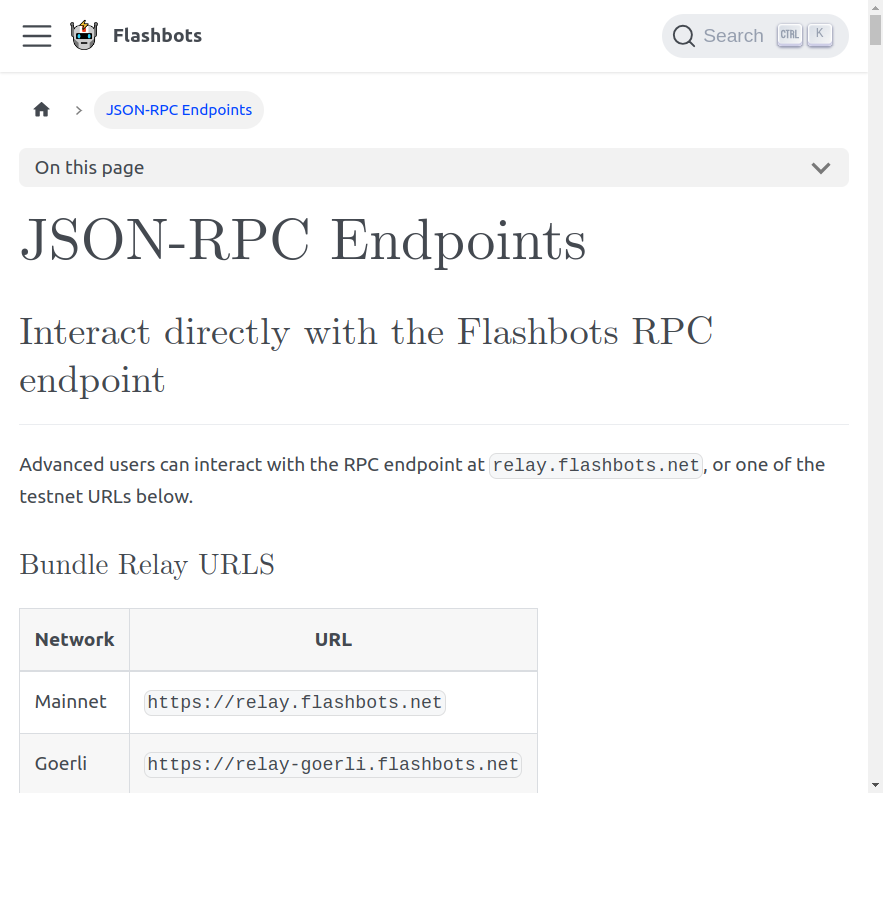 Flashbots
Search CTRL K
JSON-RPC Endpoints
On this page
JSON-RPC Endpoints
Interact directly with the Flashbots RPC
endpoint
Advanced users can interact with the RPC endpoint at relay.flashbots.net, or one of the
testnet URLs below.
Bundle Relay URLS
Network URL
Mainnet https://relay.flashbots.net
Goerli https://relay-goerli.flashbots.net